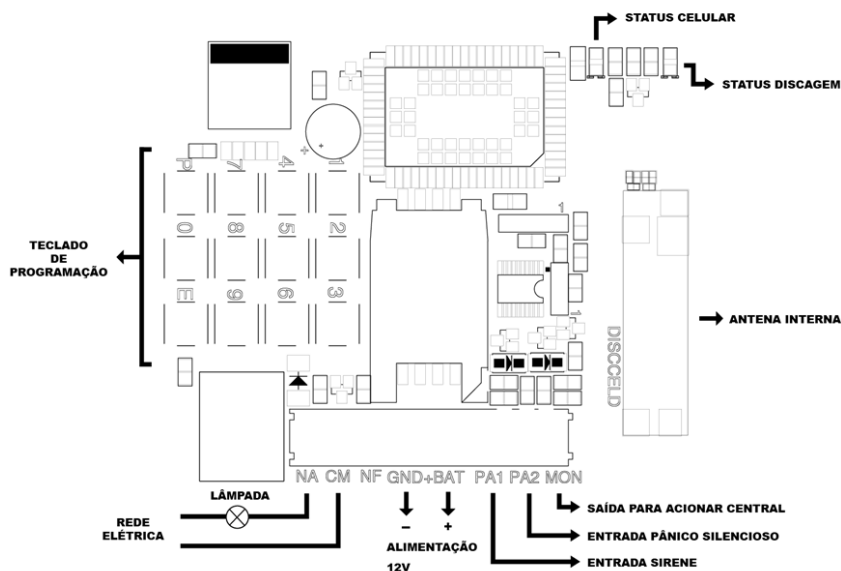 STATUS CELULAR
STATUS DISCAGEM
P 7 4 1
0 8 5 2
E 9 6 3
TECLADO
DE
PROGRAMAÇÃO
1
1
ANTENA INTERNA
DISCCELD
NA CM NF GND+BAT PA1 PA2 MON
LÂMPADA
REDE
ELÉTRICA
– +
ALIMENTAÇÃO
12V
SAÍDA PARA ACIONAR CENTRAL
ENTRADA PÂNICO SILENCIOSO
ENTRADA SIRENE